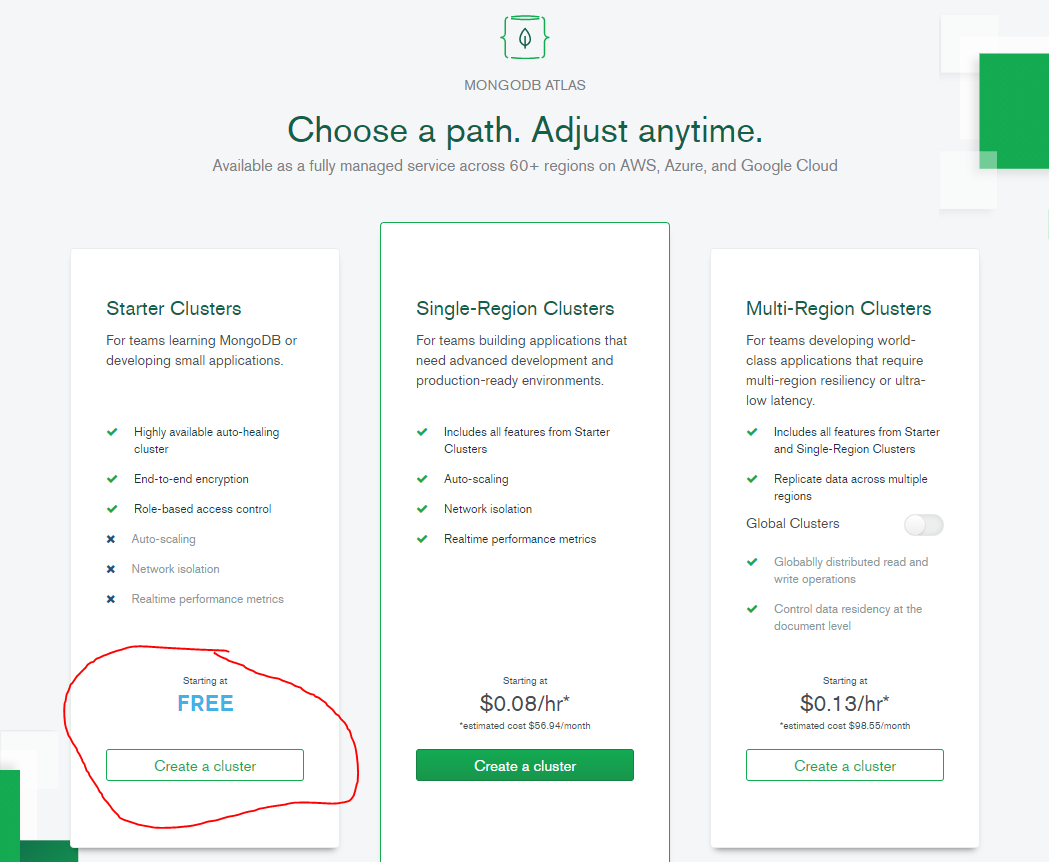 MONGODB ATLAS
Choose a path. Adjust anytime.
Available as a fully managed service across 60+ regions on AWS, Azure, and Google Cloud
Starter Clusters
For teams learning MongoDB or
developing small applications.
Highly available auto-healing
cluster
End-to-end encryption
Role-based access control
Auto-scaling
Network isolation
Realtime performance metrics
Starting at
FREE
Create a cluster
Single-Region Clusters
For teams building applications that
need advanced development and
production-ready environments.
Includes all features from Starter
Clusters
Auto-scaling
Network isolation
Realtime performance metrics
Starting at
$0.08/hr*
*estimated cost $56.94/month
Create a cluster
Multi-Region Clusters
For teams developing world-
class applications that require
multi-region resiliency or ultra-
low latency.
Includes all features from Starter
and Single-Region Clusters
Replicate data across multiple
regions
Global Clusters
Globablly distributed read and
write operations
Control data residency at the
document level
Starting at
$0.13/hr*
*estimated cost $98.55/month
Create a cluster